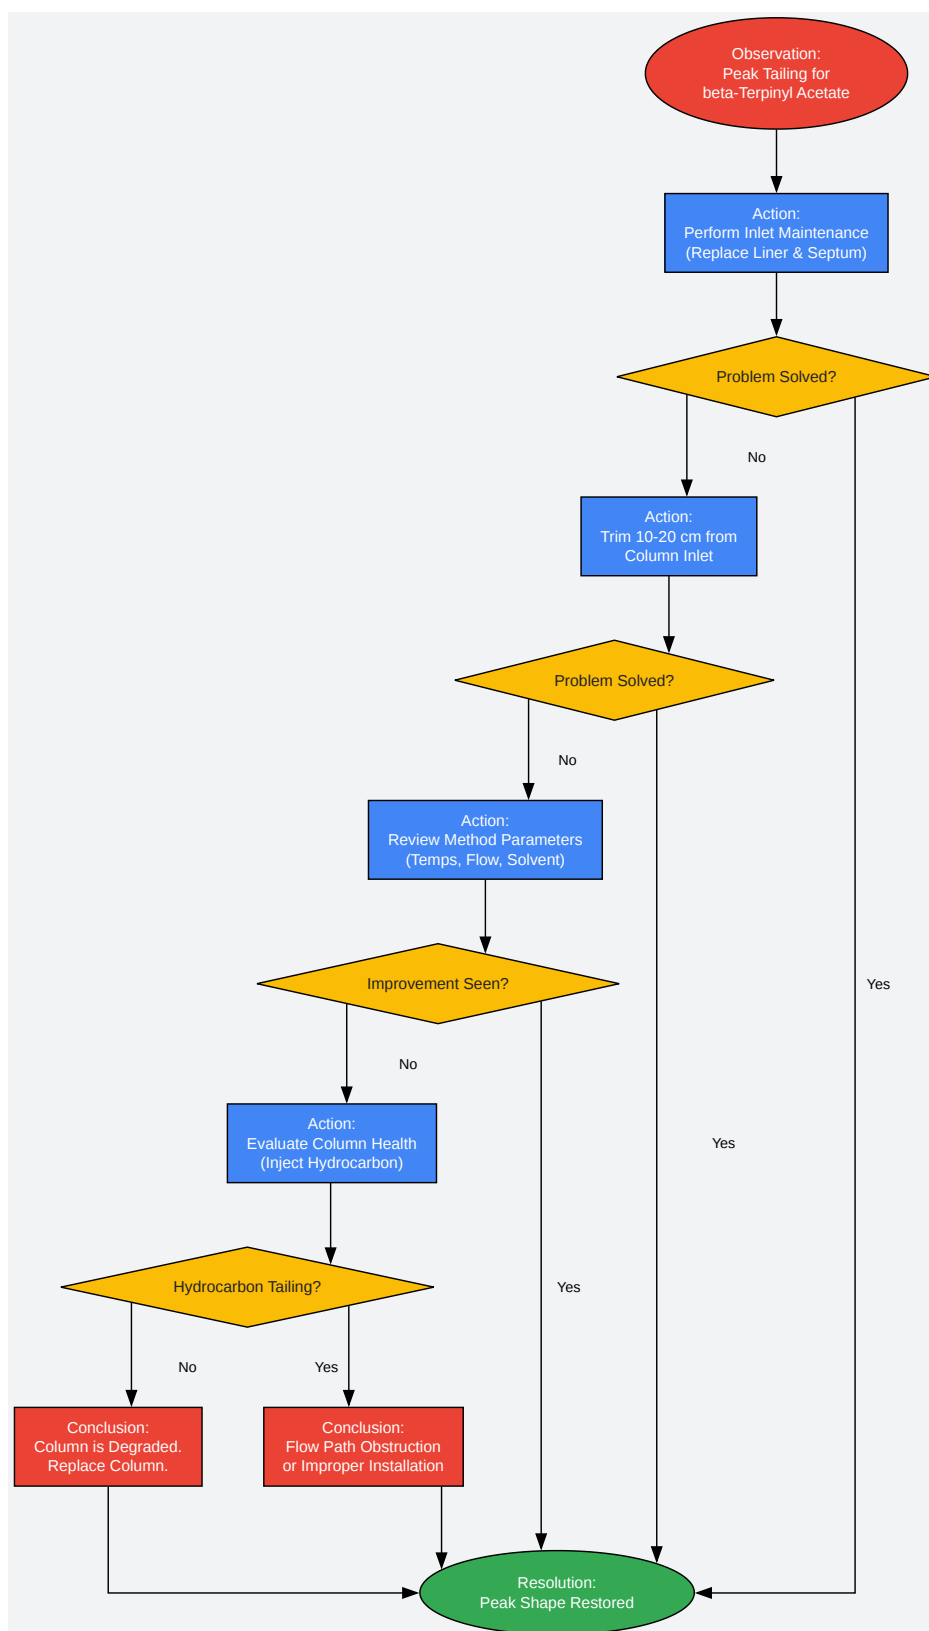 Observation:
Peak Tailing for
beta-Terpinyl Acetate
Action:
Perform Inlet Maintenance
(Replace Liner & Septum)
Problem Solved?
No
Action:
Trim 10-20 cm from
Column Inlet
Problem Solved?
No
Action:
Review Method Parameters
(Temps, Flow, Solvent)
Improvement Seen?
Yes
No
Action:
Evaluate Column Health
(Inject Hydrocarbon)
Yes
Hydrocarbon Tailing?
Yes
No
Yes
Conclusion:
Column is Degraded.
Replace Column.
Conclusion:
Flow Path Obstruction
or Improper Installation
Resolution:
Peak Shape Restored